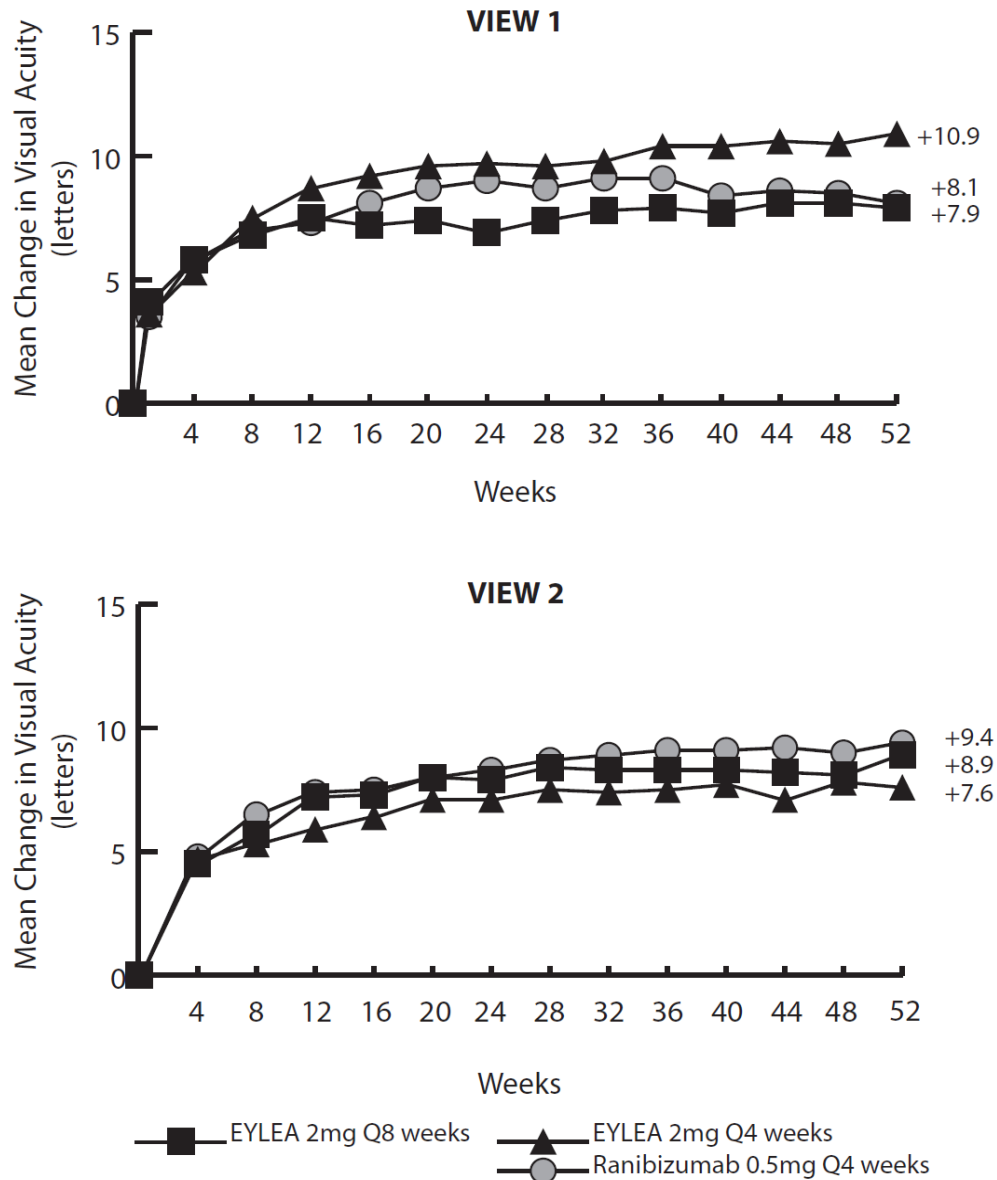 VIEW 1
Mean Change in Visual Acuity
(letters)
15
10
5
0
+10.9
+8.1
+7.9
4 8 12 16 20 24 28 32 36 40 44 48 52
Weeks
VIEW 2
Mean Change in Visual Acuity
(letters)
15
10
5
0
+9.4
+8.9
+7.6
4 8 12 16 20 24 28 32 36 40 44 48 52
Weeks
EYLEA 2mg Q8 weeks
EYLEA 2mg Q4 weeks
Ranibizumab 0.5mg Q4 weeks